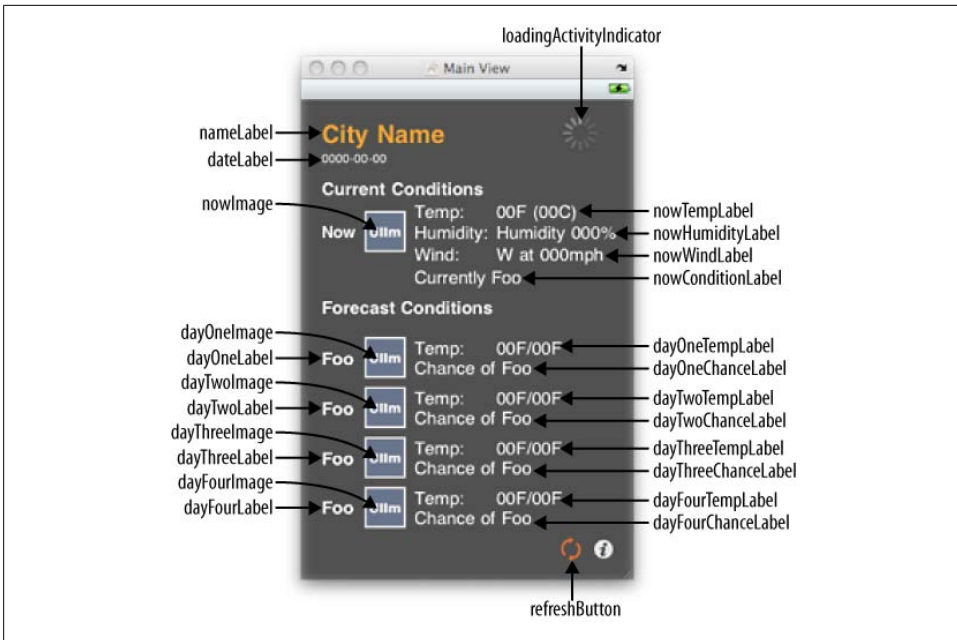 loadingActivityIndicator
Main View
nameLabel
City Name
dateLabel
0000-00-00
Current Conditions
nowImage
Temp: 00F (00C)
nowTempLabel
Now
Humidity: Humidity 000%
nowHumidityLabel
Wind: W at 000mph
nowWindLabel
Currently Foo
nowConditionLabel
Forecast Conditions
dayOneImage
Temp: 00F/00F
dayOneTempLabel
dayOneLabel
Foo
Chance of Foo
dayOneChanceLabel
dayTwoImage
Temp: 00F/00F
dayTwoTempLabel
dayTwoLabel
Foo
Chance of Foo
dayTwoChanceLabel
dayThreeImage
Temp: 00F/00F
dayThreeTempLabel
dayThreeLabel
Foo
Chance of Foo
dayThreeChanceLabel
dayFourImage
Temp: 00F/00F
dayFourTempLabel
dayFourLabel
Foo
Chance of Foo
dayFourChanceLabel
i
refreshButton